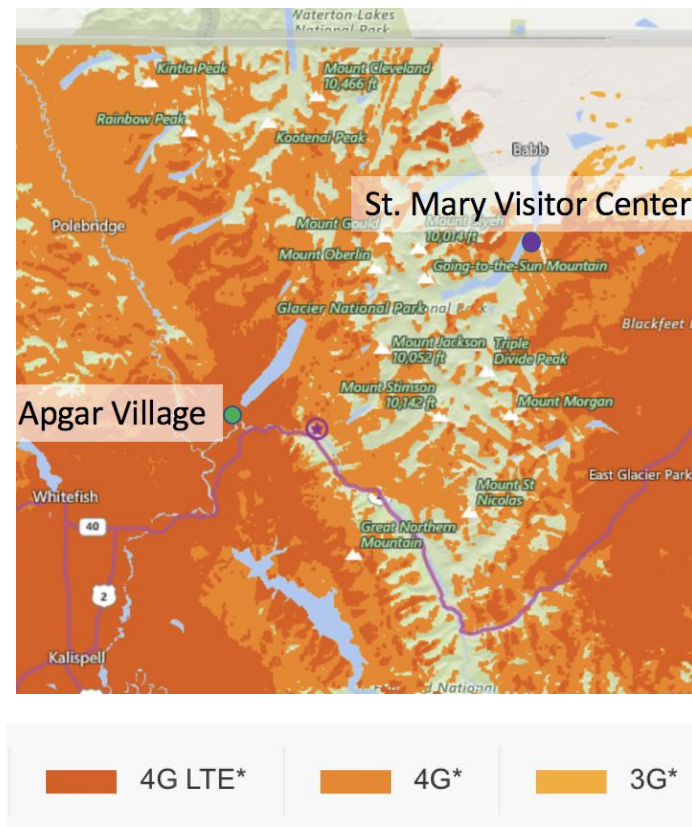 Waterton-Lakes
National Park
Kintla Peak
Mount Cleveland
10,466 ft
Rainbow Peak
Kootenai Peak
Babb
St. Mary Visitor Center
Polebridge
Mount Gould
10,014 ft
Mount Oberlin
Going-to-the-Sun Mountain
Glacier National Park
Blackfeet
Mount Jackson
10,052 ft
Triple
Divide Peak
Mount Stimson
10,142 ft
Mount Morgan
Apgar Village
Whitefish
East Glacier Park
Mount St
Nicolas
40
Great Northern
Mountain
2
Kalispell
National
4G LTE*
4G*
3G*